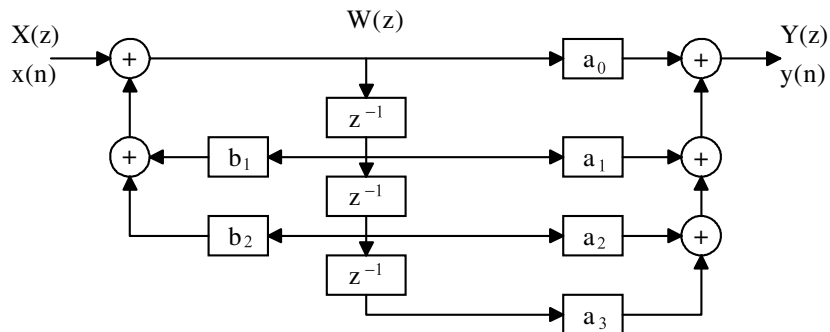 W(z)
X(z) Y(z)
+ a₀ +
x(n) y(n)
z⁻¹
+ b₁ a₁ +
z⁻¹
b₂ a₂ +
z⁻¹
a₃